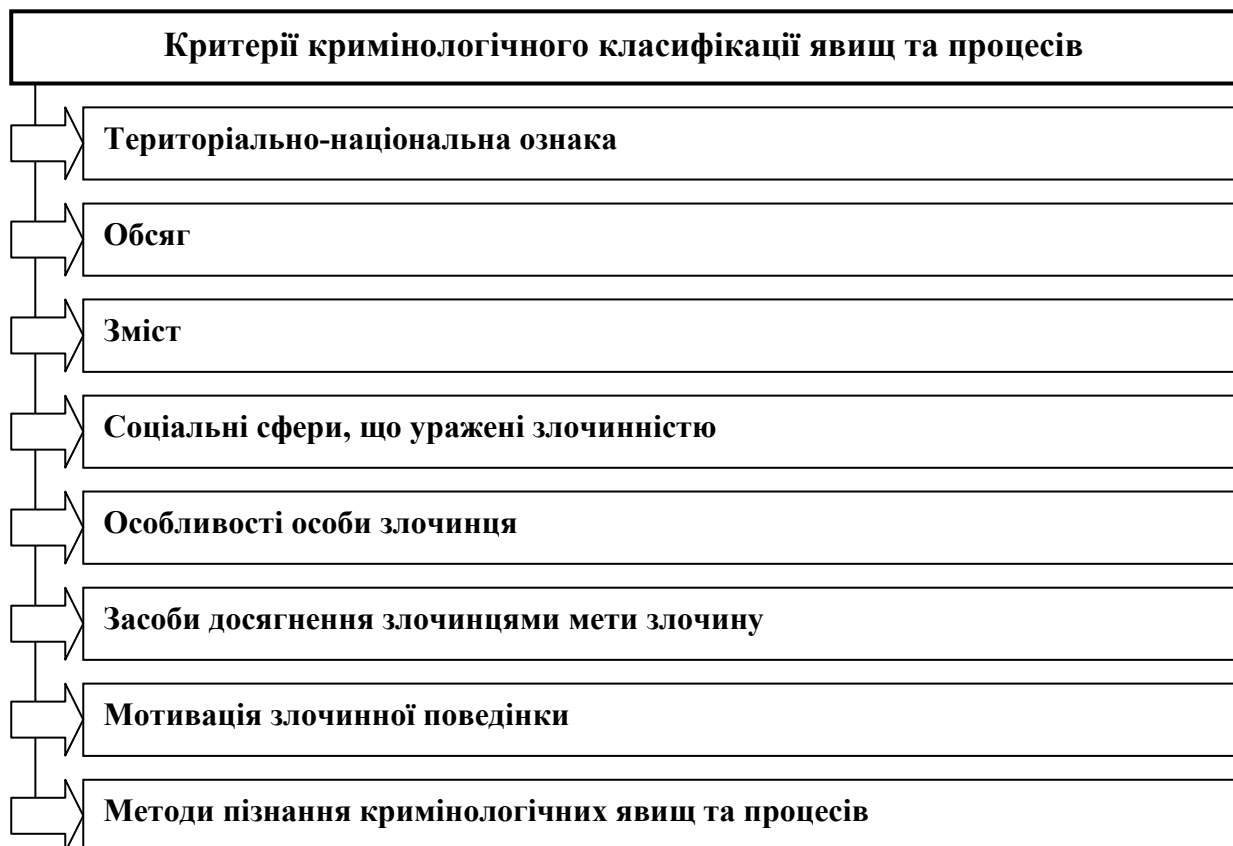 Критерії кримінологічного класифікації явищ та процесів
Територіально-національна ознака
Обсяг
Зміст
Соціальні сфери, що уражені злочинністю
Особливості особи злочинця
Засоби досягнення злочинцями мети злочину
Мотивація злочинної поведінки
Методи пізнання кримінологічних явищ та процесів